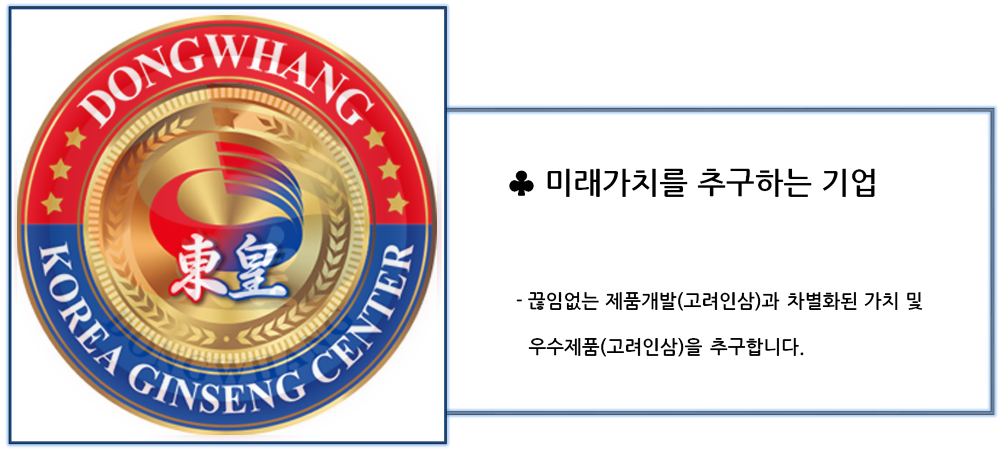 DONGWHANG
東皇
KOREA GINSENG CENTER
♣ 미래가치를 추구하는 기업
- 끊임없는 제품개발(고려인삼)과 차별화된 가치 및
우수제품(고려인삼)을 추구합니다.